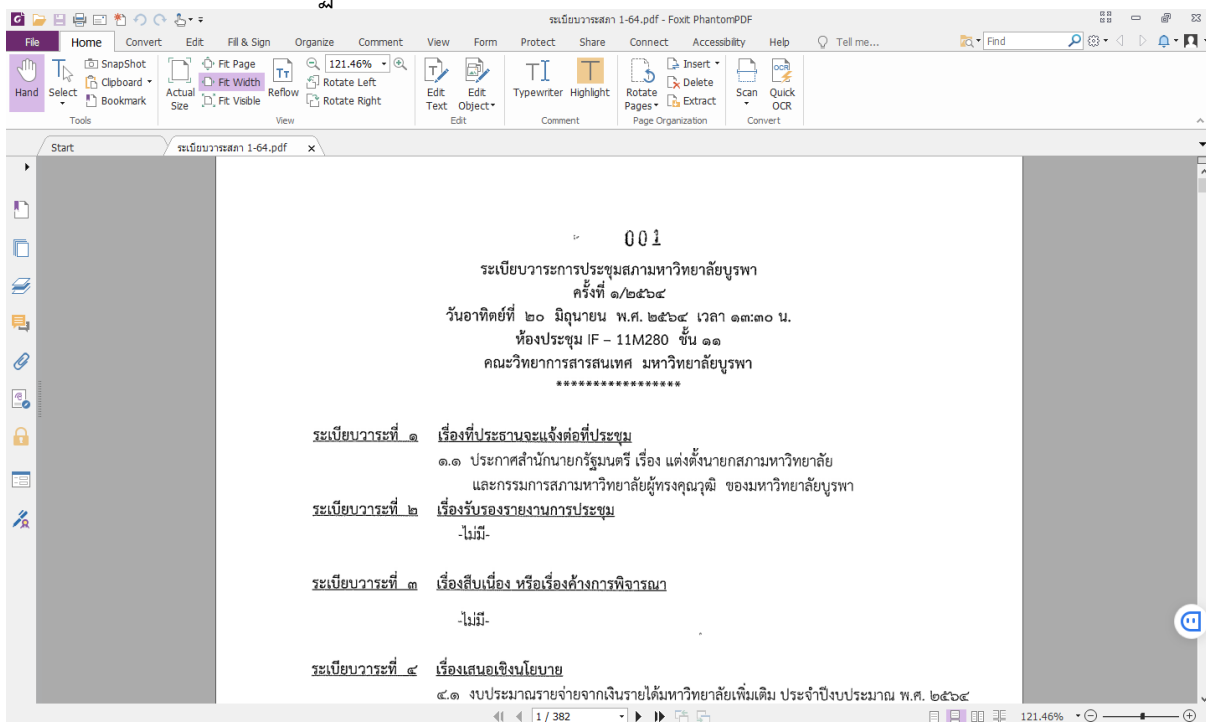 ระเบียบวาระสภา 1-64.pdf - Foxit PhantomPDF
File Home Convert Edit Fill & Sign Organize Comment View Form Protect Share Connect Accessibility Help Tell me... Find
Hand
Select
SnapShot
Clipboard
Bookmark
Tools
Actual Size
Fit Page
Fit Width
Fit Visible
Reflow
121.46%
Rotate Left
Rotate Right
View
Edit Text
Edit Object
Edit
Typewriter
Highlight
Comment
Rotate Pages
Insert
Delete
Extract
Page Organization
Scan
Quick OCR
Convert
Start
ระเบียบวาระสภา 1-64.pdf x
001
ระเบียบวาระการประชุมสภามหาวิทยาลัยบูรพา
ครั้งที่ ๑/๒๕๖๔
วันอาทิตย์ที่ ๒๐ มิถุนายน พ.ศ. ๒๕๖๔ เวลา ๑๓:๓๐ น.
ห้องประชุม IF – 11M280 ชั้น ๑๑
คณะวิทยาการสารสนเทศ มหาวิทยาลัยบูรพา
*****************
ระเบียบวาระที่ ๑ เรื่องที่ประธานจะแจ้งต่อที่ประชุม
๑.๑ ประกาศสำนักนายกรัฐมนตรี เรื่อง แต่งตั้งนายกสภามหาวิทยาลัย
และกรรมการสภามหาวิทยาลัยผู้ทรงคุณวุฒิ ของมหาวิทยาลัยบูรพา
ระเบียบวาระที่ ๒ เรื่องรับรองรายงานการประชุม
-ไม่มี-
ระเบียบวาระที่ ๓ เรื่องสืบเนื่อง หรือเรื่องค้างการพิจารณา
-ไม่มี-
ระเบียบวาระที่ ๔ เรื่องเสนอเชิงนโยบาย
๔.๑ งบประมาณรายจ่ายจากเงินรายได้มหาวิทยาลัยเพิ่มเติม ประจำปีงบประมาณ พ.ศ. ๒๕๖๔
1 / 382
121.46%